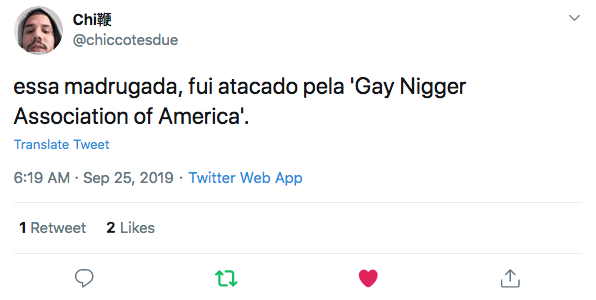 Chi鞭
@chiccotesdue
essa madrugada, fui atacado pela 'Gay Nigger
Association of America'.
Translate Tweet
6:19 AM · Sep 25, 2019 · Twitter Web App
1 Retweet 2 Likes